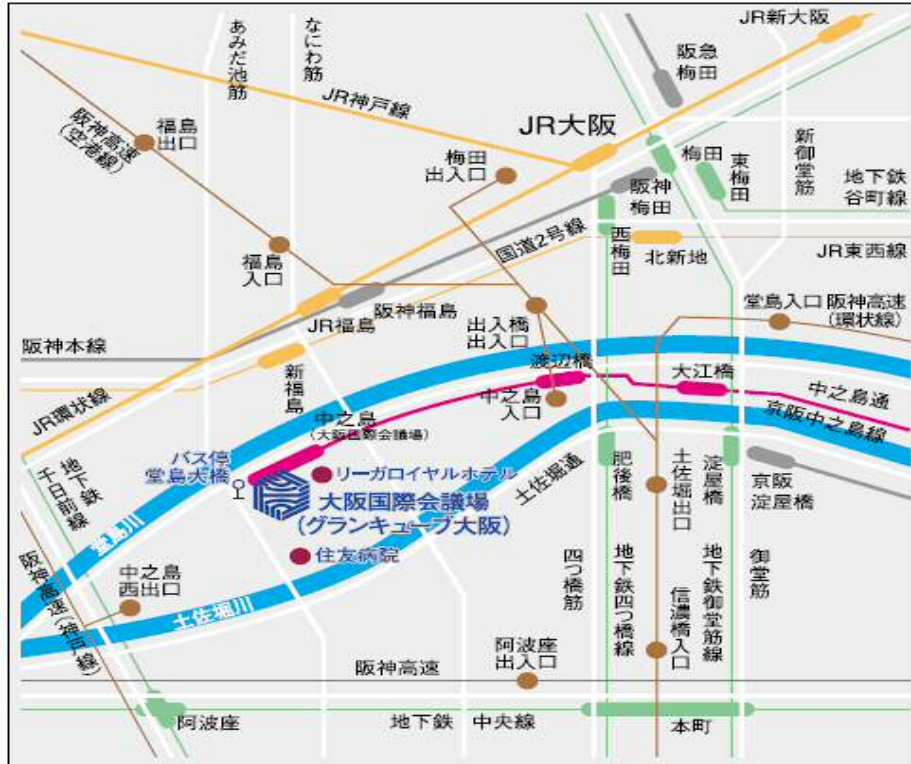 JR新大阪
あみだ池筋
なにわ筋
阪急
梅田
JR神戸線
JR大阪
阪神高速
(空港線)
福島
出口
梅田
出入口
梅田
東梅田
新御堂筋
地下鉄
谷町線
阪神
梅田
国道2号線
西梅田
北新地
JR東西線
福島
入口
JR福島
阪神福島
出入橋
出入口
堂島入口
阪神高速
(環状線)
阪神本線
新福島
渡辺橋
大江橋
中之島通
中之島
入口
京阪中之島線
JR環状線
中之島
(大阪国際会議場)
バス停
堂島大橋
リーガロイヤルホテル
土佐堀通
大阪国際会議場
(グランキューブ大阪)
住友病院
地下鉄
千日前線
肥後橋
土佐堀出口
淀屋橋
京阪
淀屋橋
堂島川
土佐堀川
中之島
西出口
阪神高速(神戸線)
四つ橋筋
地下鉄四つ橋線
信濃橋入口
地下鉄御堂筋線
御堂筋
阪神高速
阿波座
出入口
阿波座
地下鉄 中央線
本町